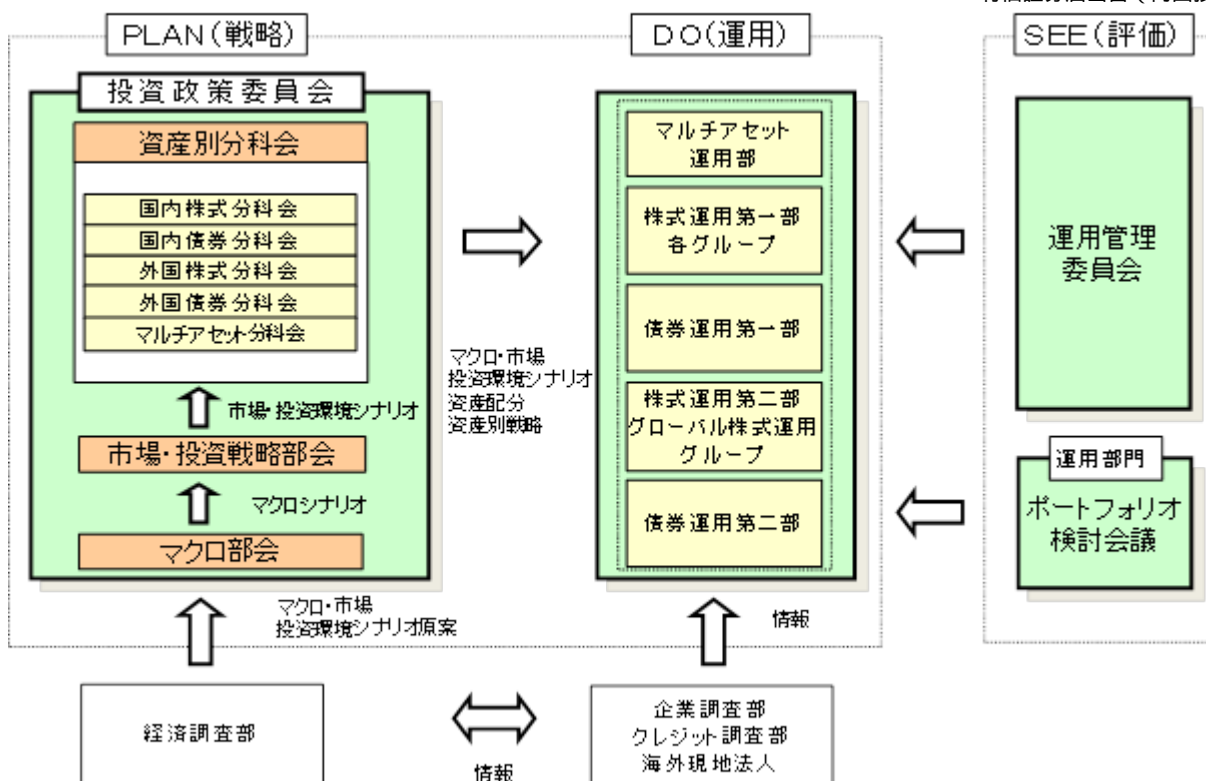 PLAN(戦略)
投資政策委員会
資産別分科会
国内株式分科会
国内債券分科会
外国株式分科会
外国債券分科会
マルチアセット分科会
市場・投資環境シナリオ
市場・投資戦略部会
マクロシナリオ
マクロ部会
マクロ・市場
投資環境シナリオ原案
経済調査部
マクロ・市場
投資環境シナリオ
資産配分
資産別戦略
DO(運用)
マルチアセット
運用部
株式運用第一部
各グループ
債券運用第一部
株式運用第二部
グローバル株式運用
グループ
債券運用第二部
情報
情報
企業調査部
クレジット調査部
海外現地法人
SEE(評価)
運用管理
委員会
運用部門
ポートフォリオ
検討会議